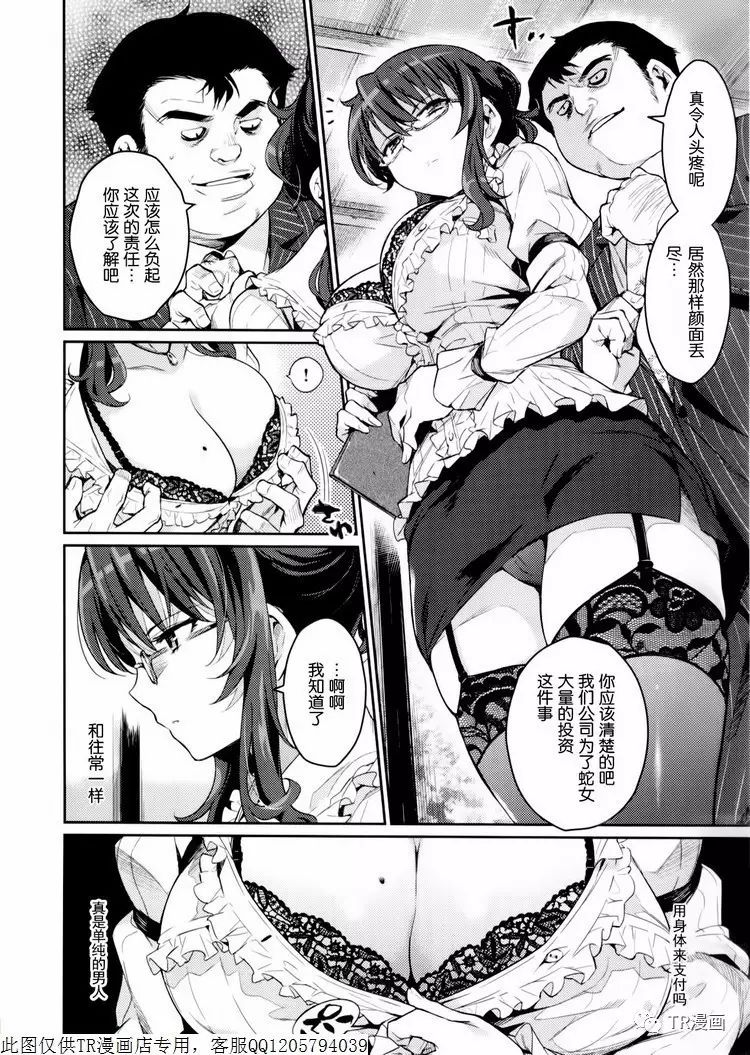 真令人头疼呢
居然那样颜面丢
尽…
应该怎么负起
这次的责任…
你应该了解吧
！
ざわ
…啊啊
我知道了
和往常一样
你应该清楚的吧
我们公司为了蛇女
大量的投资
这件事
用身体来支付吗
真是单纯的男人
TR漫画
此图仅供TR漫画店专用，客服QQ1205794039